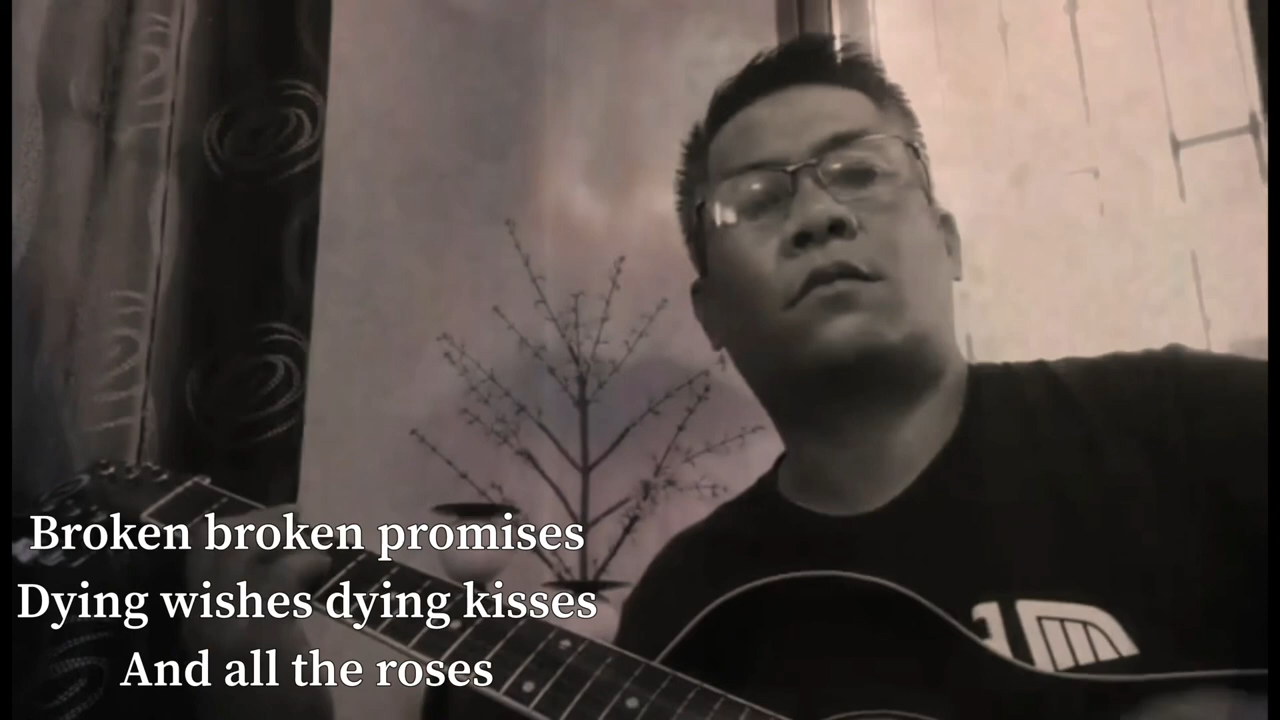 Broken broken promises
Dying wishes dying kisses
And all the roses